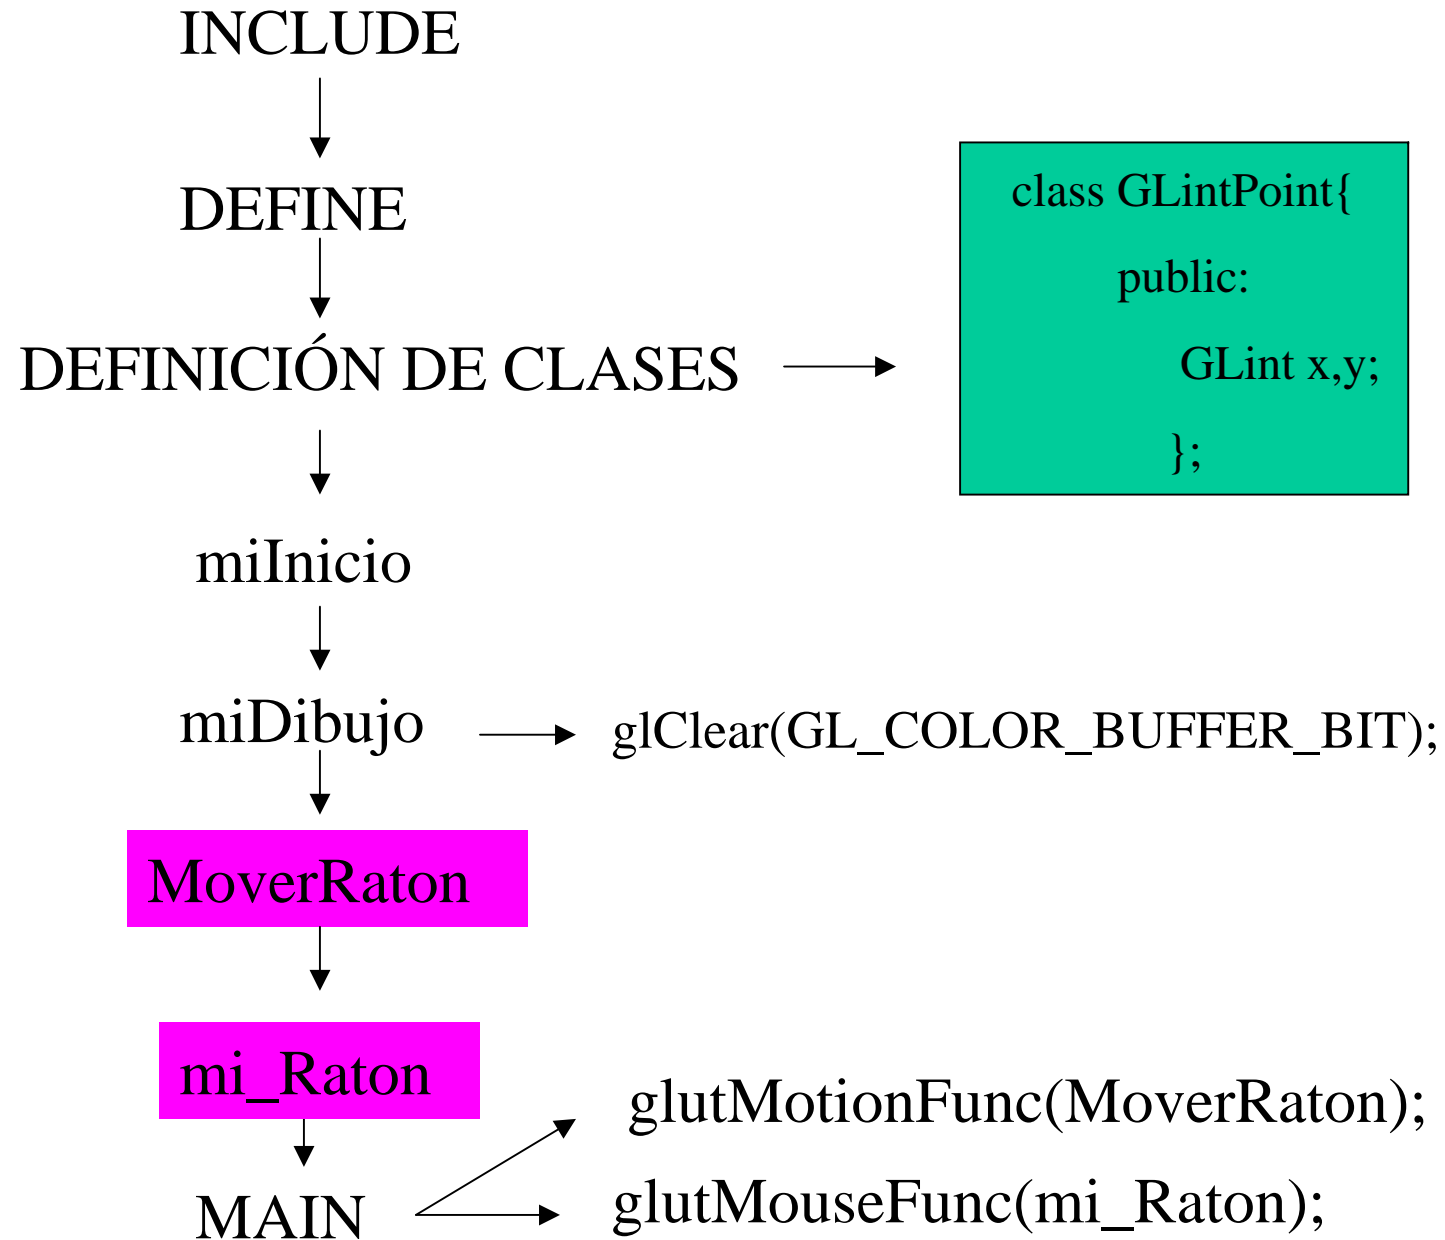 INCLUDE
DEFINE
class GLintPoint{
public:
GLint x,y;
};
DEFINICIÓN DE CLASES
miInicio
miDibujo
glClear(GL_COLOR_BUFFER_BIT);
MoverRaton
mi_Raton
glutMotionFunc(MoverRaton);
MAIN
glutMouseFunc(mi_Raton);